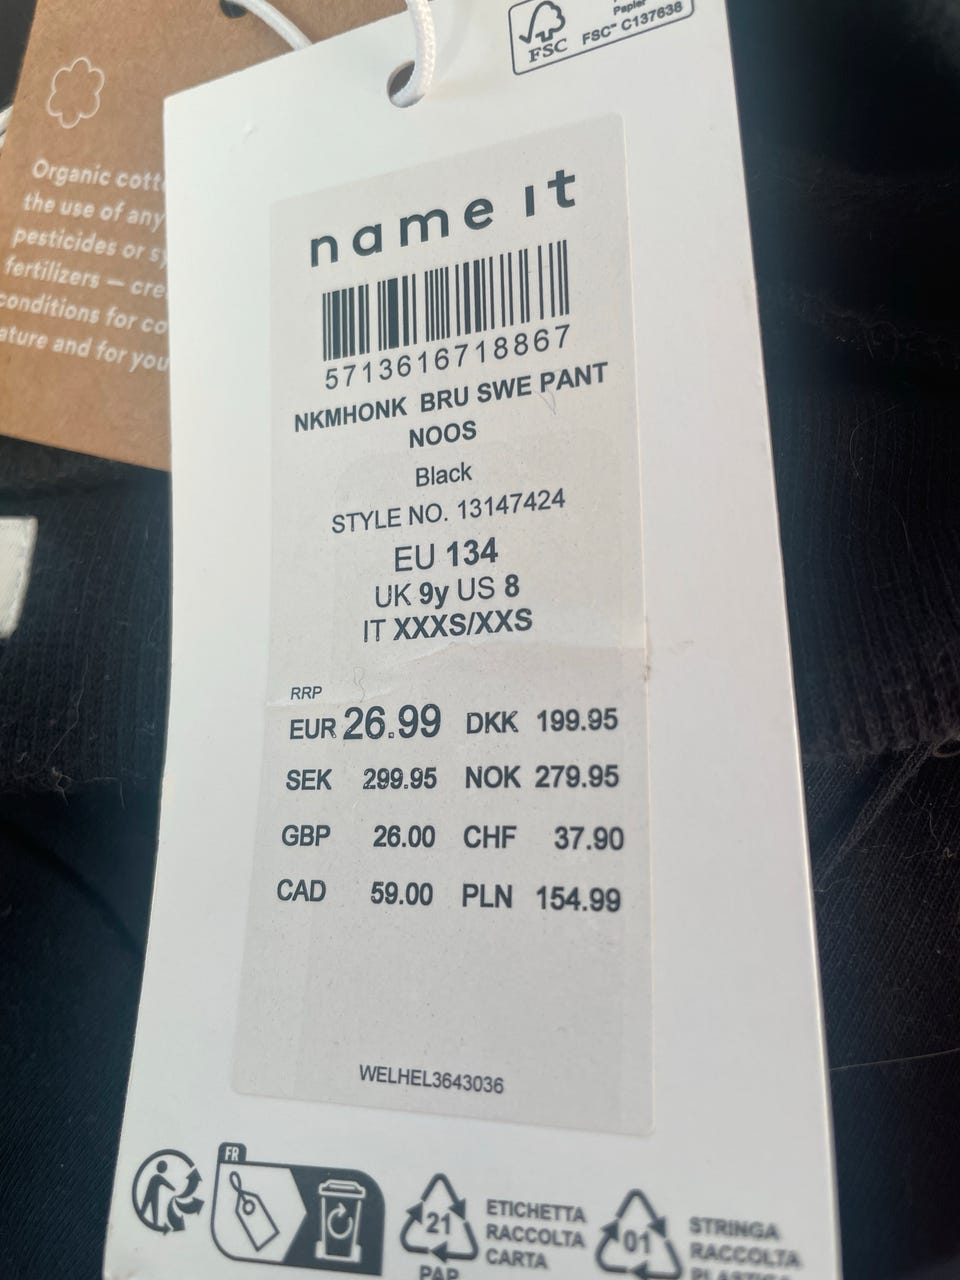 Papier
FSC™ C137638
FSC
Organic cott
the use of any
pesticides or sy
fertilizers — cre
conditions for co
ature and for you
name it
5713616718867
NKMHONK BRU SWE PANT
NOOS
Black
STYLE NO. 13147424
EU 134
UK 9y US 8
IT XXXS/XXS
RRP
EUR 26.99 DKK 199.95
SEK 299.95 NOK 279.95
GBP 26.00 CHF 37.90
CAD 59.00 PLN 154.99
WELHEL3643036
FR
21
PAP
ETICHETTA
RACCOLTA
CARTA
01
STRINGA
RACCOLTA